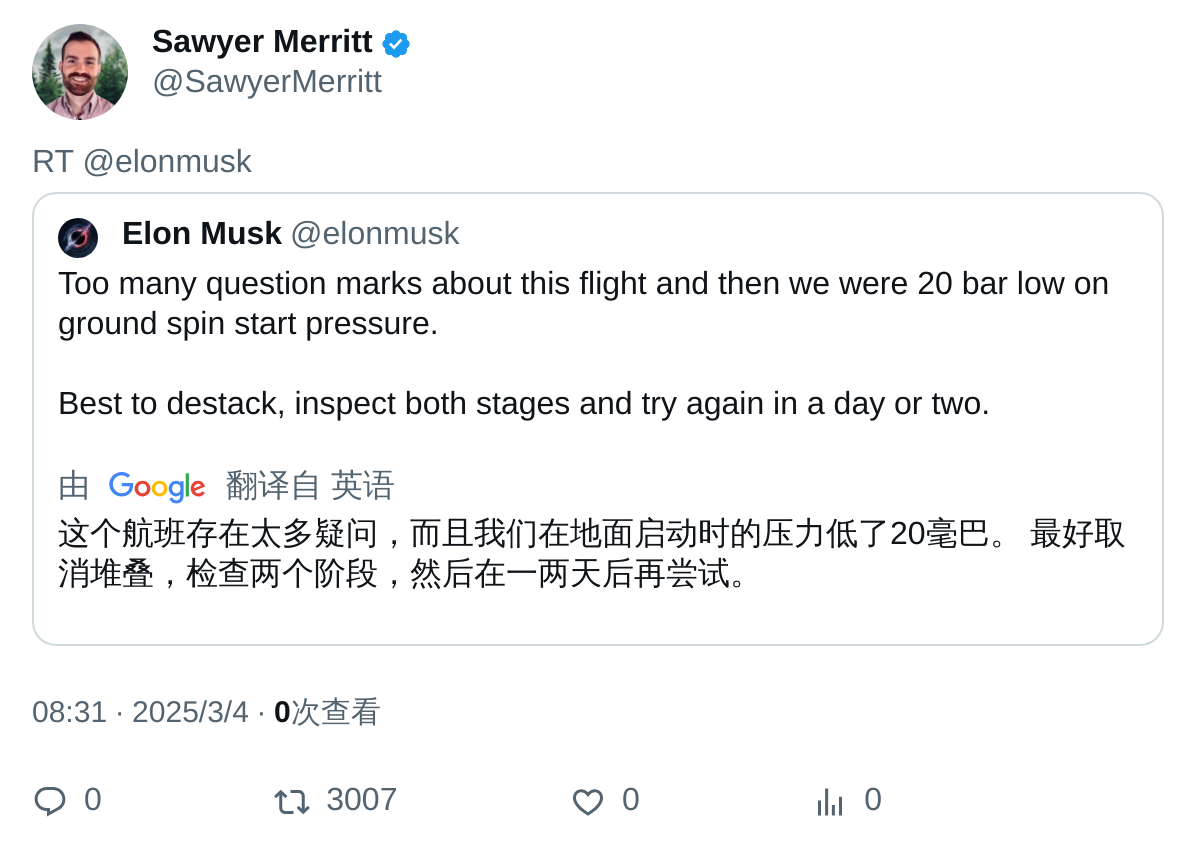 Sawyer Merritt
@SawyerMerritt
RT @elonmusk
Elon Musk @elonmusk
Too many question marks about this flight and then we were 20 bar low on
ground spin start pressure.
Best to destack, inspect both stages and try again in a day or two.
由 Google 翻译自 英语
这个航班存在太多疑问，而且我们在地面启动时的压力低了20毫巴。 最好取
消堆叠，检查两个阶段，然后在一两天后再尝试。
08:31 · 2025/3/4 · 0次查看
0 3007 0 0